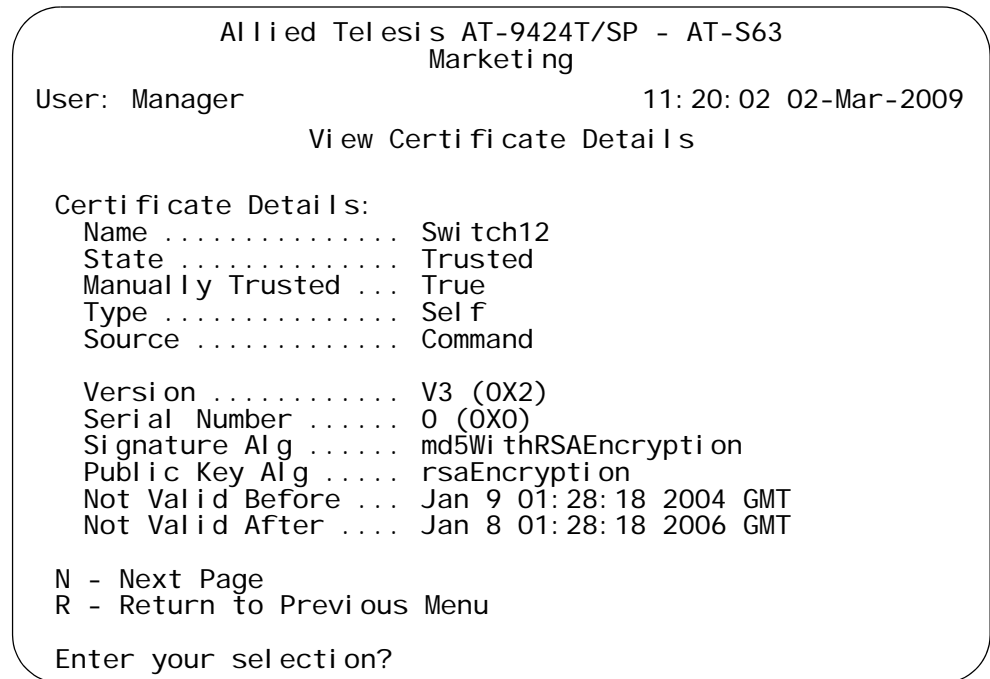 Allied Telesis AT-9424T/SP - AT-S63
Marketing
User: Manager 11:20:02 02-Mar-2009
View Certificate Details
Certificate Details:
Name ............... Switch12
State .............. Trusted
Manually Trusted ... True
Type ............... Self
Source ............. Command
Version ............ V3 (0X2)
Serial Number ...... 0 (0X0)
Signature Alg ...... md5WithRSAEncryption
Public Key Alg ..... rsaEncryption
Not Valid Before ... Jan 9 01:28:18 2004 GMT
Not Valid After .... Jan 8 01:28:18 2006 GMT
N - Next Page
R - Return to Previous Menu
Enter your selection?